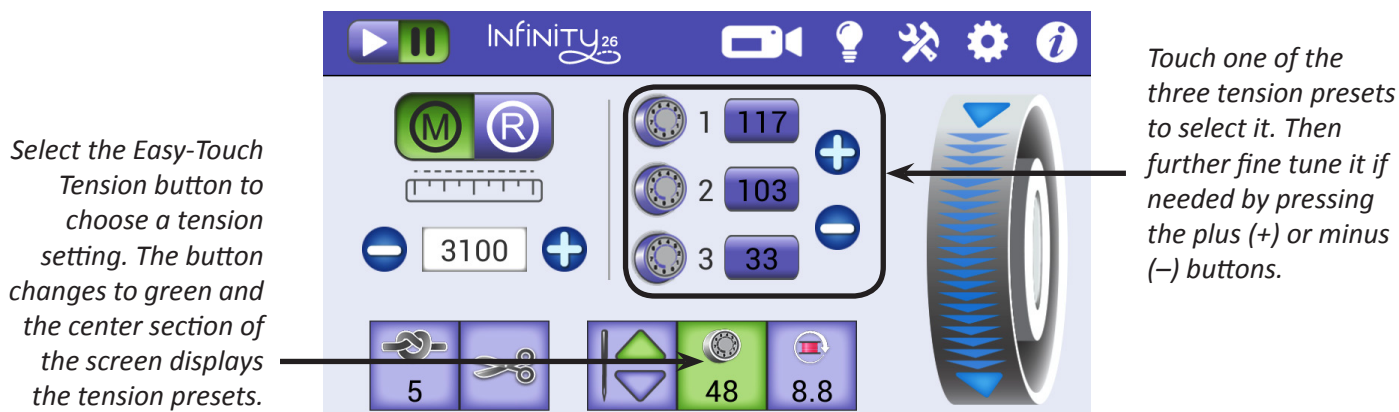 Select the Easy-Touch
Tension button to
choose a tension
setting. The button
changes to green and
the center section of
the screen displays
the tension presets.
INFINITY 26
i
M R
3100
1 117
2 103
3 33
5
48
8.8
Touch one of the
three tension presets
to select it. Then
further fine tune it if
needed by pressing
the plus (+) or minus
(–) buttons.